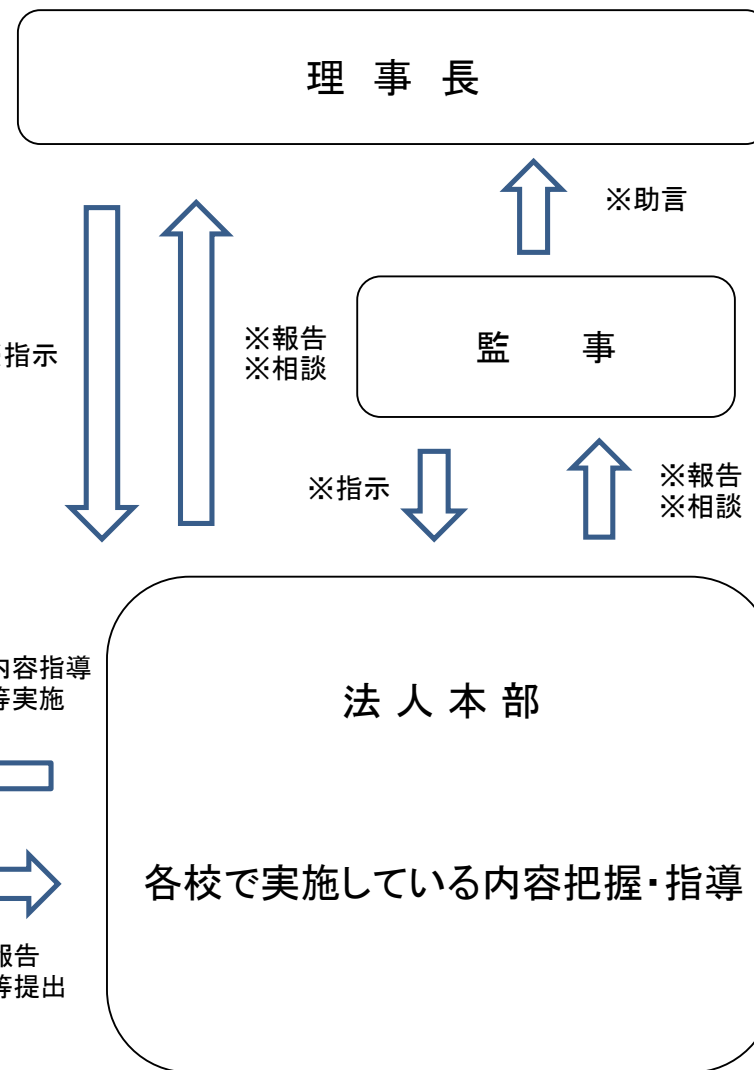 理 事 長
※助言
監 事
※報告
※相談
指示
※指示
※報告
※相談
内容指導
等実施
法 人 本 部
各校で実施している内容把握・指導
報告
等提出